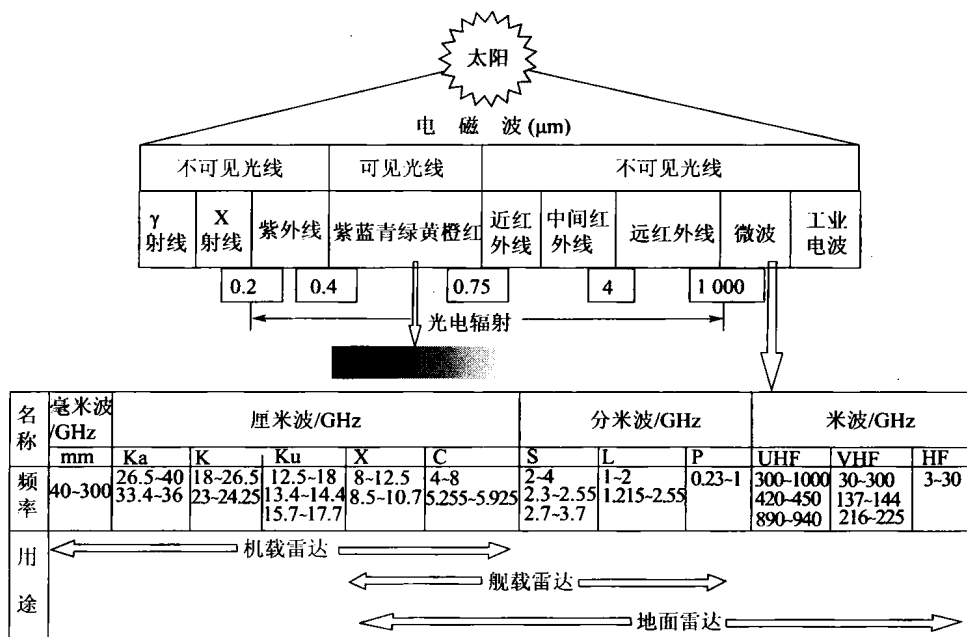 太阳
电 磁 波 (μm)
不可见光线 可见光线 不可见光线
γ 射线 X 射线 紫外线 紫蓝青绿黄橙红 近红外线 中间红外线 远红外线 微波 工业电波
0.2 0.4 0.75 4 1 000
光电辐射
名称 毫米波/GHz 厘米波/GHz 分米波/GHz 米波/GHz
mm Ka K Ku X C S L P UHF VHF HF
频率 40~300 26.5~40 18~26.5 12.5~18 8~12.5 4~8 2~4 1~2 0.23~1 300~1000 30~300 3~30
33.4~36 23~24.25 13.4~14.4 8.5~10.7 5.255~5.925 2.3~2.55 1.215~2.55 420~450 137~144
15.7~17.7 2.7~3.7 890~940 216~225
用途 机载雷达
舰载雷达
地面雷达